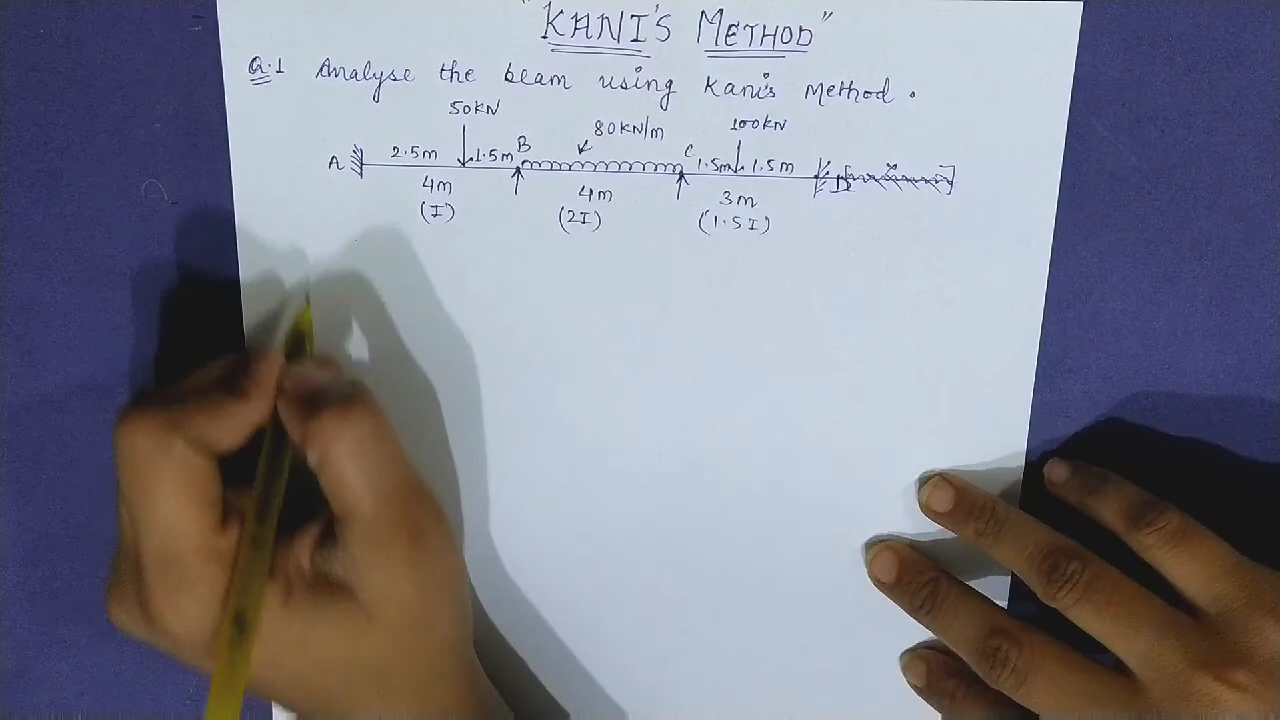 "KANI'S METHOD"
Q.1 Analyse the beam using Kani's Method.
50KN 80KN/m 100KN
A 2.5m 1.5m B C 1.5m 1.5m D
4m 4m 3m
(I) (2I) (1.5I)